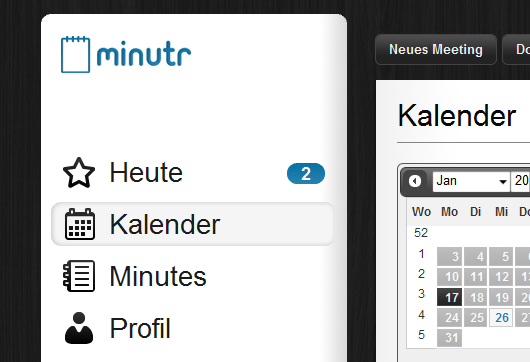 minutr
Heute 2
Kalender
Minutes
Profil
Neues Meeting
Kalender
Jan
Wo Mo Di Mi
52
1 3 4 5
2 10 11 12
3 17 18 19
4 24 25 26
5 31